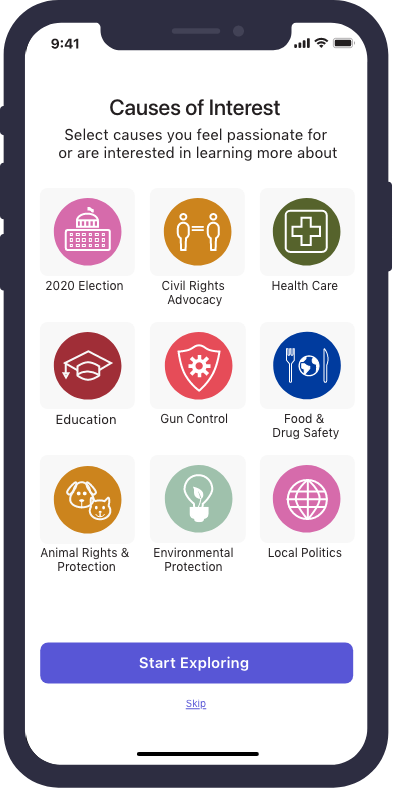 9:41
Causes of Interest
Select causes you feel passionate for
or are interested in learning more about
2020 Election
Civil Rights
Advocacy
Health Care
Education
Gun Control
Food &
Drug Safety
Animal Rights &
Protection
Environmental
Protection
Local Politics
Start Exploring
Skip